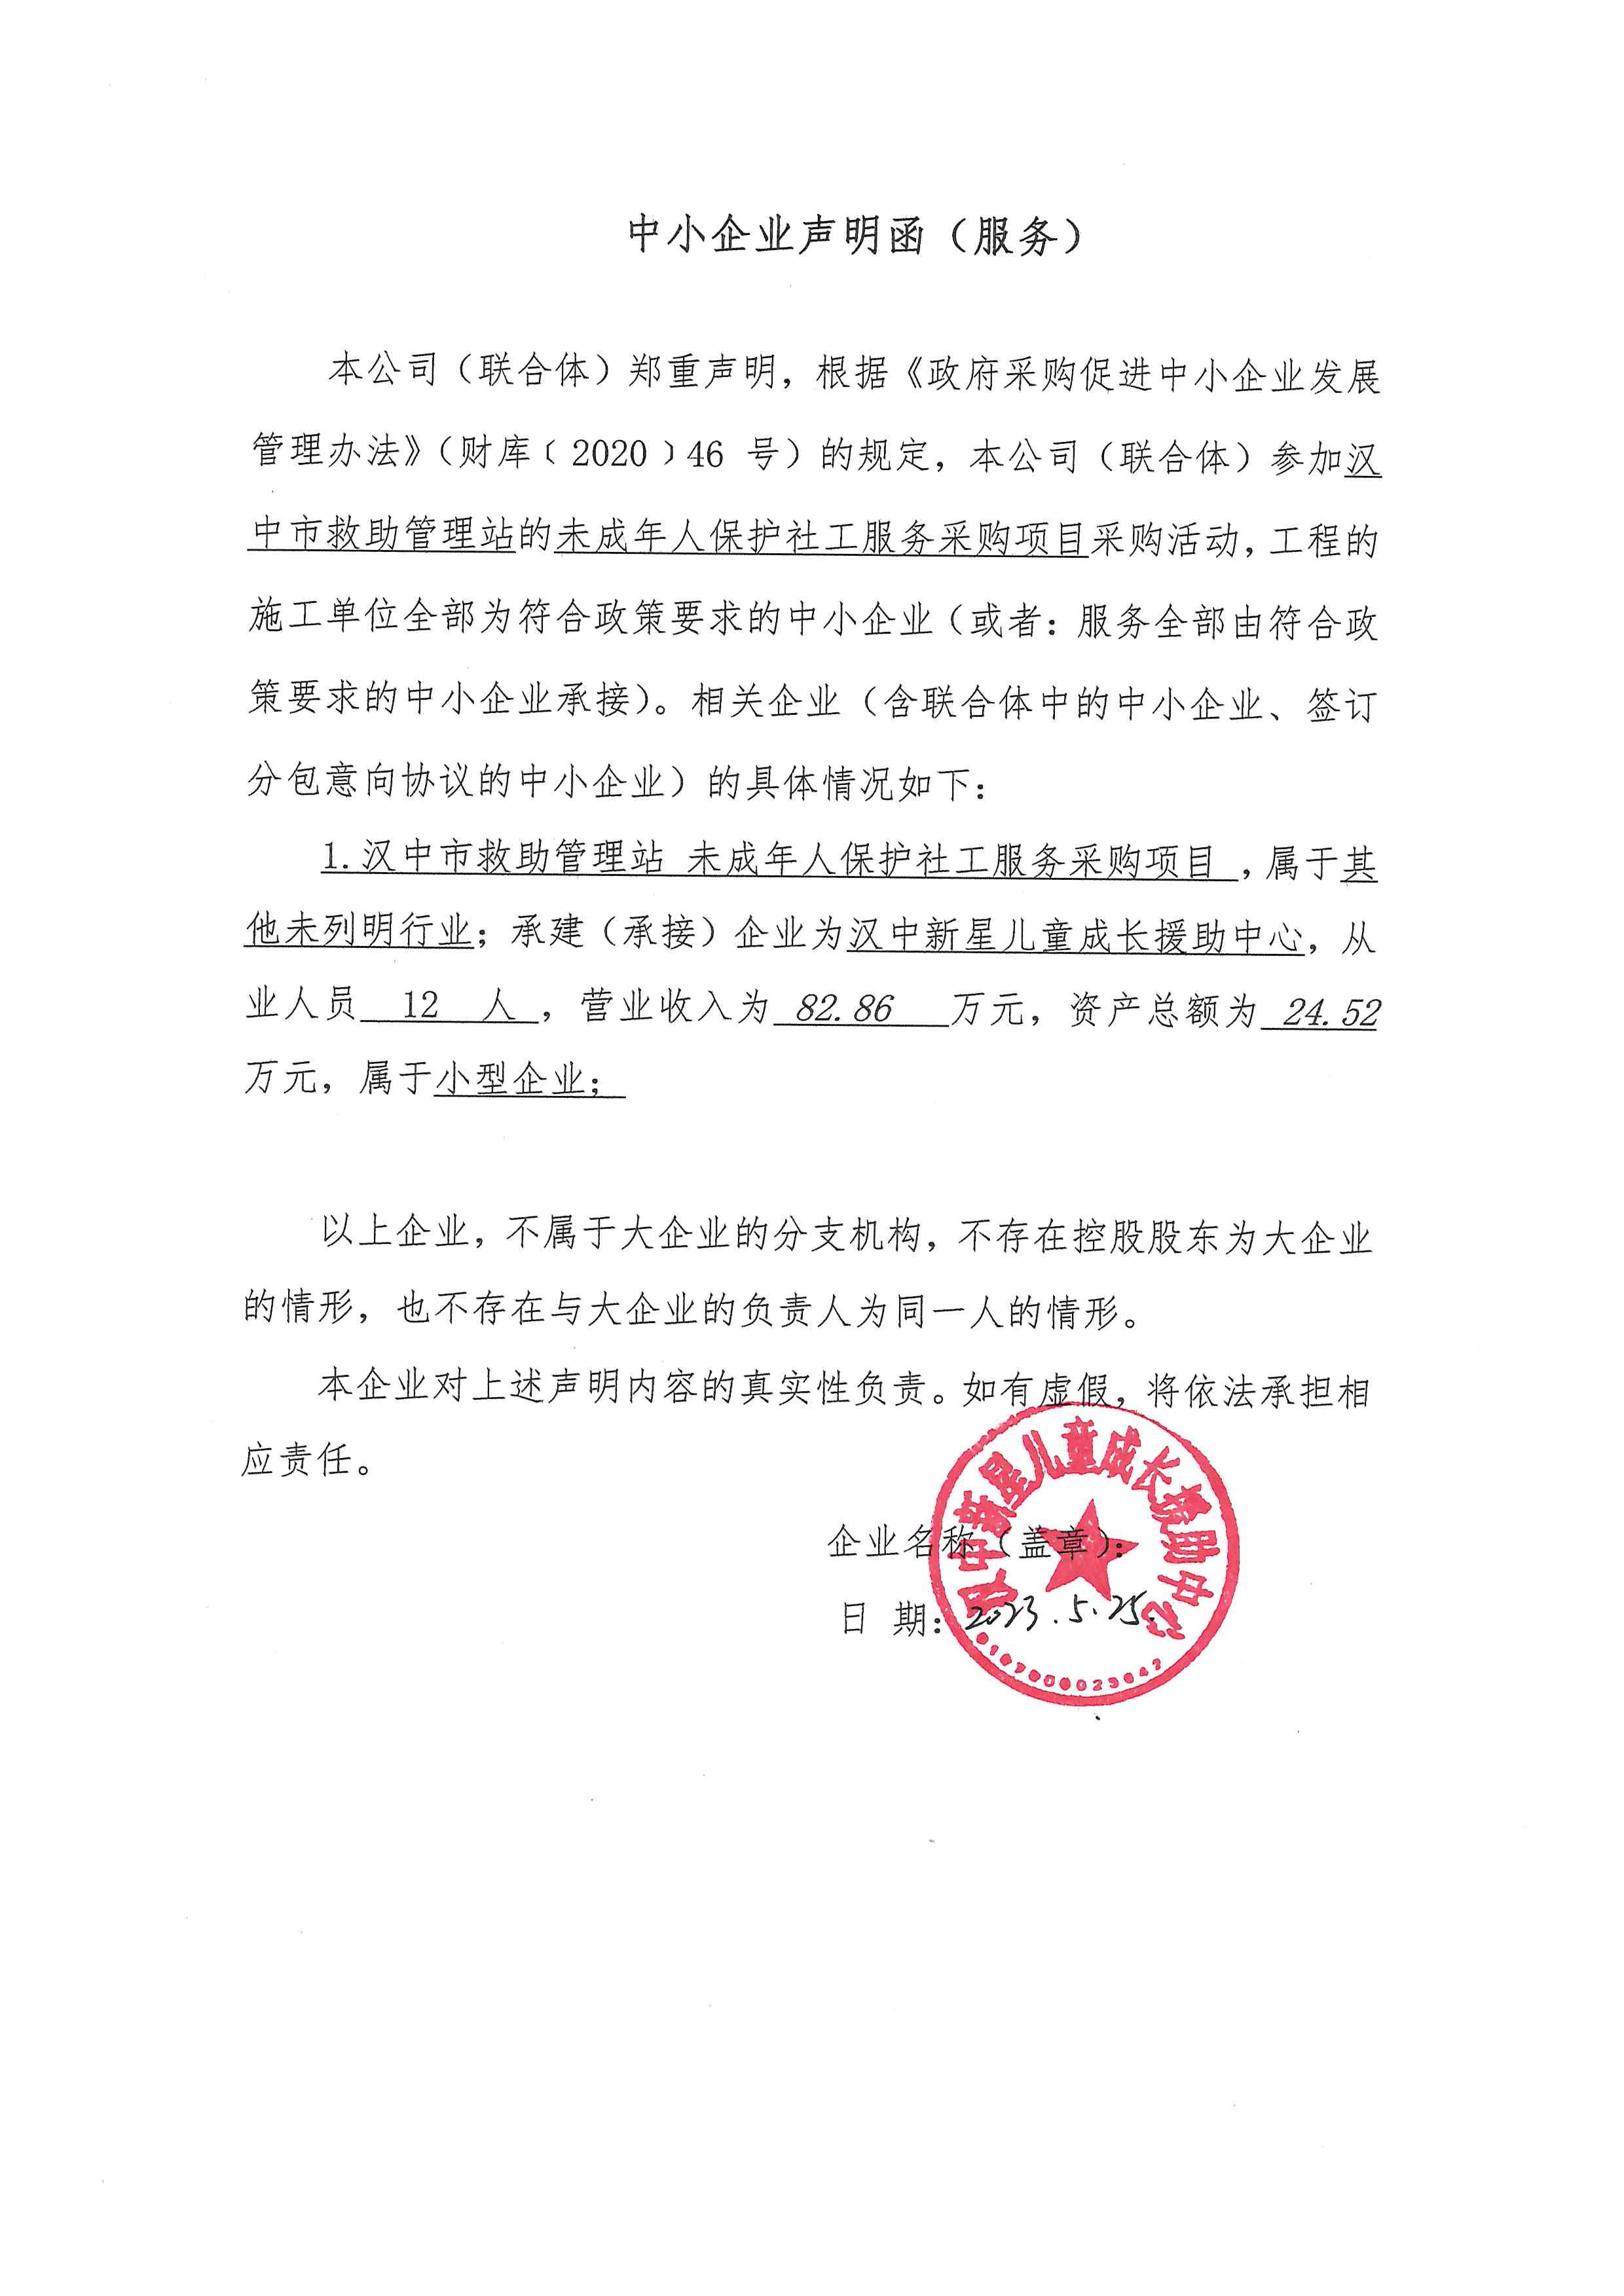 中小企业声明函（服务）
本公司（联合体）郑重声明，根据《政府采购促进中小企业发展
管理办法》（财库﹝2020﹞46 号）的规定，本公司（联合体）参加汉
中市救助管理站的未成年人保护社工服务采购项目采购活动，工程的
施工单位全部为符合政策要求的中小企业（或者：服务全部由符合政
策要求的中小企业承接）。相关企业（含联合体中的中小企业、签订
分包意向协议的中小企业）的具体情况如下：
1.汉中市救助管理站 未成年人保护社工服务采购项目 ，属于其
他未列明行业；承建（承接）企业为汉中新星儿童成长援助中心，从
业人员 12 人 ，营业收入为 82.86 万元，资产总额为 24.52
万元，属于小型企业；
以上企业，不属于大企业的分支机构，不存在控股股东为大企业
的情形，也不存在与大企业的负责人为同一人的情形。
本企业对上述声明内容的真实性负责。如有虚假，将依法承担相
应责任。
汉中新星儿童成长援助中心
企业名称（盖章）：
日 期：2023.5.25.